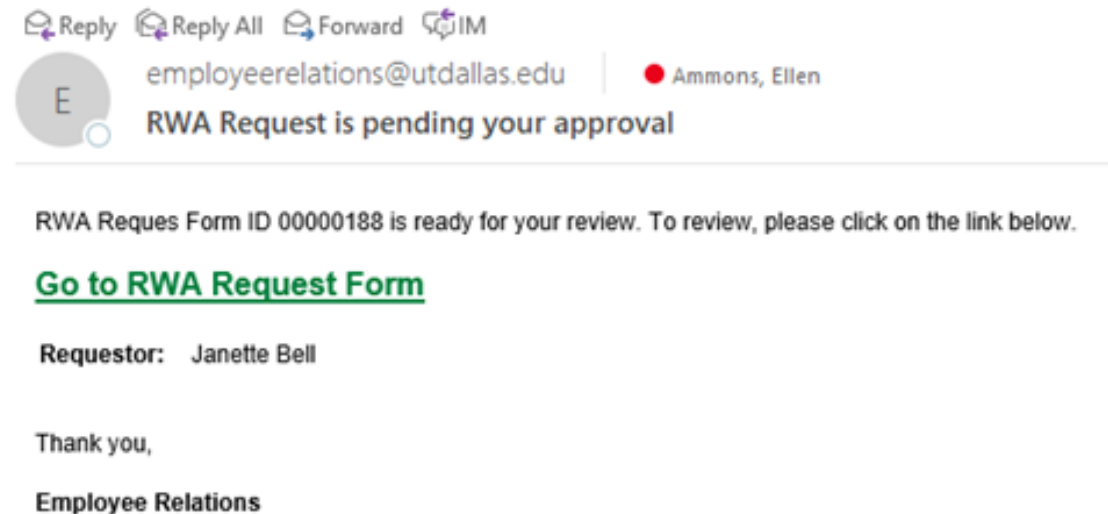 Reply Reply All Forward IM
employeerelations@utdallas.edu Ammons, Ellen
E
RWA Request is pending your approval
RWA Reques Form ID 00000188 is ready for your review. To review, please click on the link below.
Go to RWA Request Form
Requestor: Janette Bell
Thank you,
Employee Relations